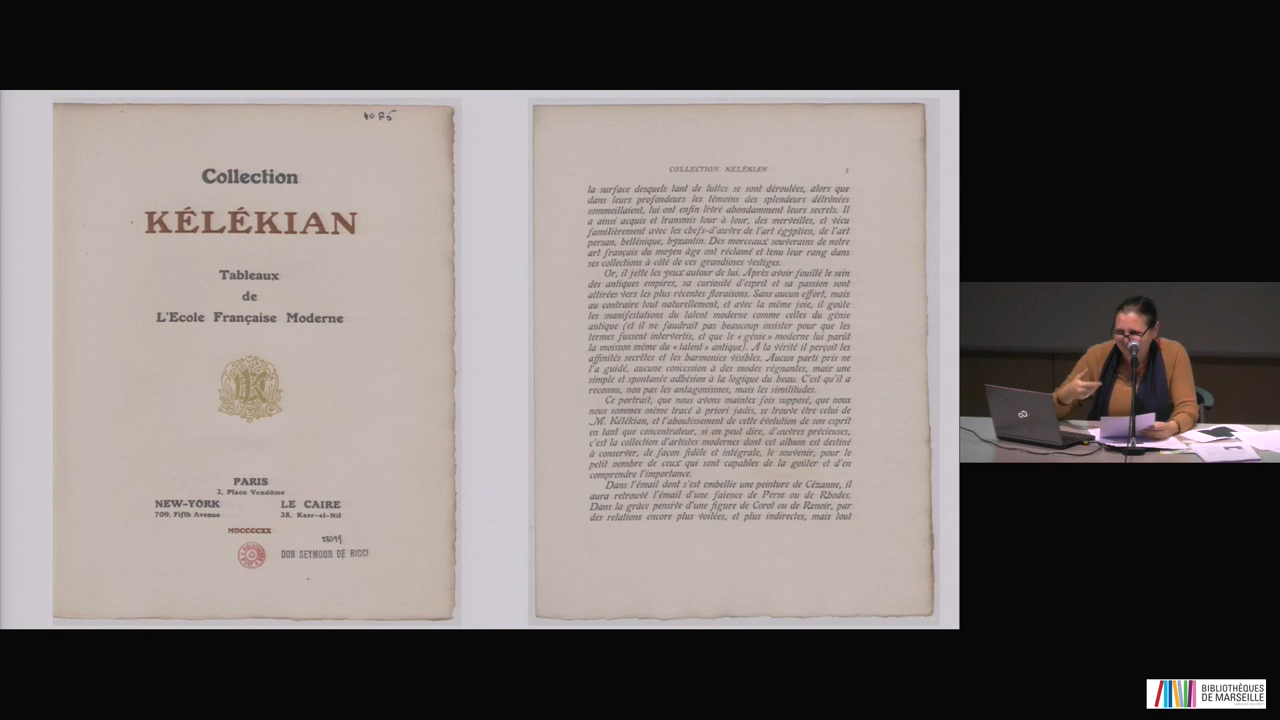 40 F5
Collection
KÉLÉKIAN
Tableaux
de
L'Ecole Française Moderne
PARIS
2, Place Vendôme
NEW-YORK LE CAIRE
709, Fifth Avenue 38, Kasr-el-Nil
MDCCCCXX
DON SEYMOUR DE RICCI
COLLECTION KÉLÉKIAN 5
la surface desquels tant de luttes se sont déroulées, alors que
dans leurs profondeurs les témoins des splendeurs détrônées
sommeillaient, lui ont enfin livré abondamment leurs secrets. Il
a ainsi acquis et transmis tour à tour, des merveilles, et vécu
familièrement avec les chefs-d'œuvre de l'art égyptien, de l'art
persan, hellénique, byzantin. Des morceaux souverains de notre
art français du moyen âge ont réclamé et tenu leur rang dans
ses collections à côté de ces grandioses vestiges.
Or, il jette les yeux autour de lui. Après avoir fouillé le sein
des antiques empires, sa curiosité d'esprit et sa passion sont
attirées vers les plus récentes floraisons. Sans aucun effort, mais
au contraire tout naturellement, et avec la même joie, il goûte
les manifestations du talent moderne comme celles du génie
antique (et il ne faudrait pas beaucoup insister pour que les
termes fussent intervertis, et que le « génie » moderne lui parût
la moisson même du « talent » antique). A la vérité il perçoit les
affinités secrètes et les harmonies visibles. Aucun parti pris ne
l'a guidé, aucune concession à des modes régnantes, mais une
simple et spontanée adhésion à la logique du beau. C'est qu'il a
reconnu, non pas les antagonismes, mais les similitudes.
Ce portrait, que nous avons maintes fois supposé, que nous
nous sommes même tracé à priori jadis, se trouve être celui de
M. Kélékian, et l'aboutissement de cette évolution de son esprit
en tant que concentrateur, si on peut dire, d'œuvres précieuses,
c'est la collection d'artistes modernes dont cet album est destiné
à conserver, de façon fidèle et intégrale, le souvenir, pour le
petit nombre de ceux qui sont capables de la goûter et d'en
comprendre l'importance.
Dans l'émail dont s'est embellie une peinture de Cézanne, il
aura retrouvé l'émail d'une faïence de Perse ou de Rhodes.
Dans la grâce pensive d'une figure de Corot ou de Renoir, par
des relations encore plus voilées, et plus indirectes, mais tout
BIBLIOTHÈQUES
DE MARSEILLE